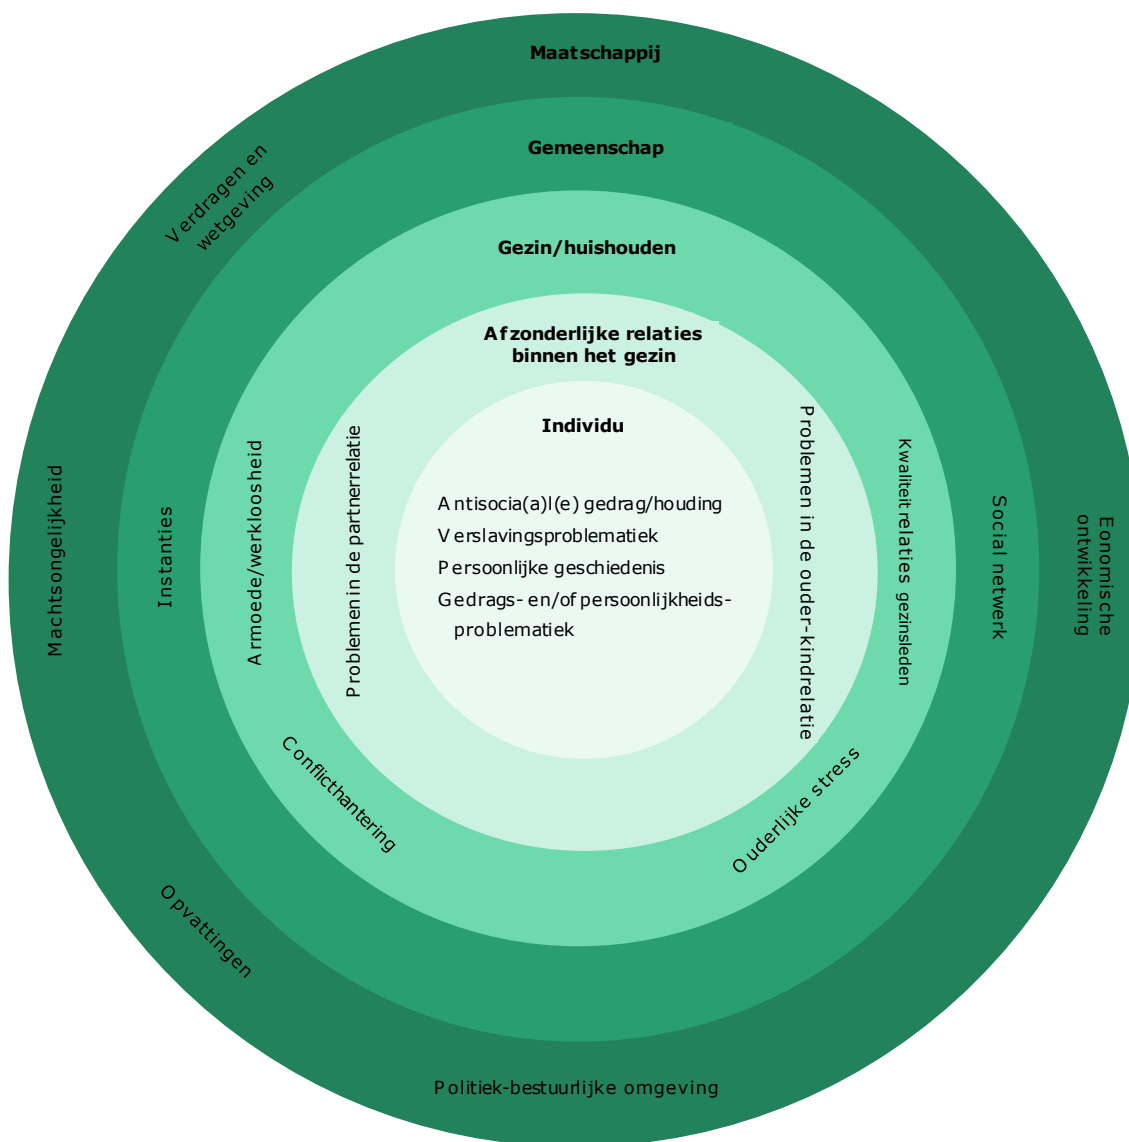 Maatschappij
Verdragen en
wetgeving
Machtsongelijkheid
Opvattingen
Politiek-bestuurlijke omgeving
Eonomische
ontwikkeling
Gemeenschap
Instanties
Social netwerk
Gezin/huishouden
Armoede/werkloosheid
Conflicthantering
Ouderlijke stress
Kwaliteit relaties gezinsleden
Afzonderlijke relaties
binnen het gezin
Problemen in de partnerrelatie
Problemen in de ouder-kindrelatie
Individu
Antisocia(a)l(e) gedrag/houding
Verslavingsproblematiek
Persoonlijke geschiedenis
Gedrags- en/of persoonlijkheids-
problematiek